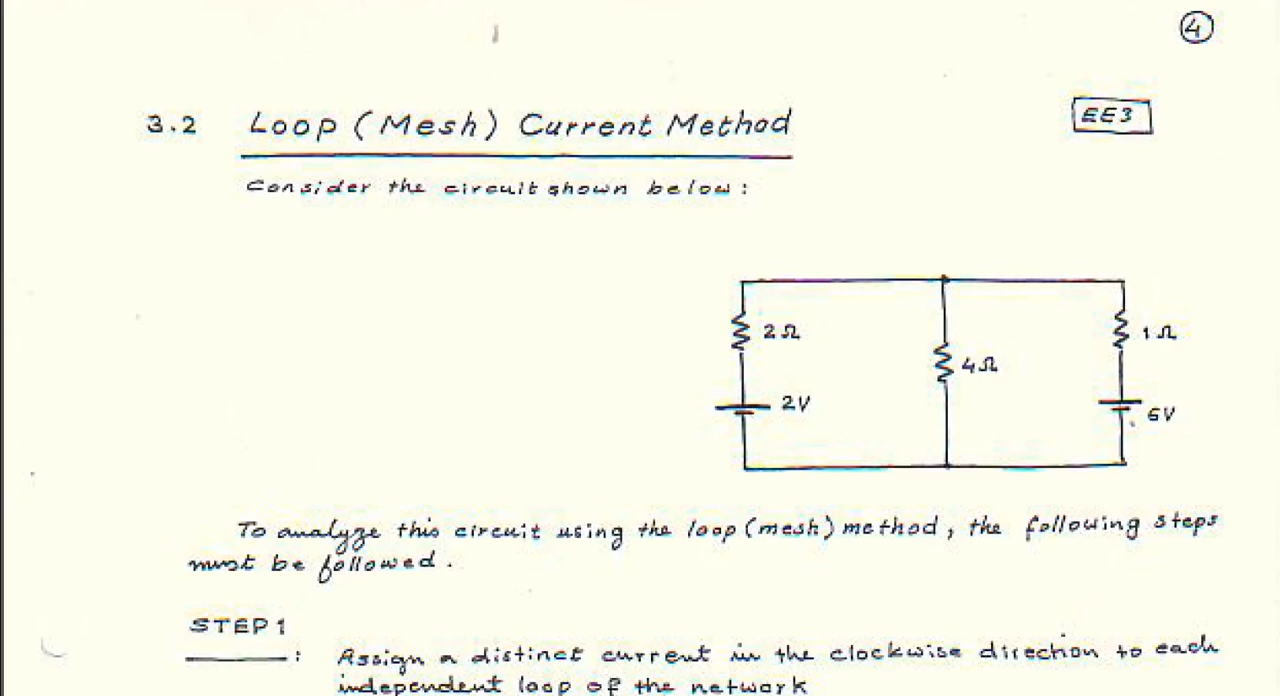 4
3.2 Loop (Mesh) Current Method
EE3
Consider the circuit shown below:
2Ω
4Ω
1Ω
2V
6V
To analyze this circuit using the loop (mesh) method, the following steps
must be followed.
STEP 1
: Assign a distinct current in the clockwise direction to each
independent loop of the network